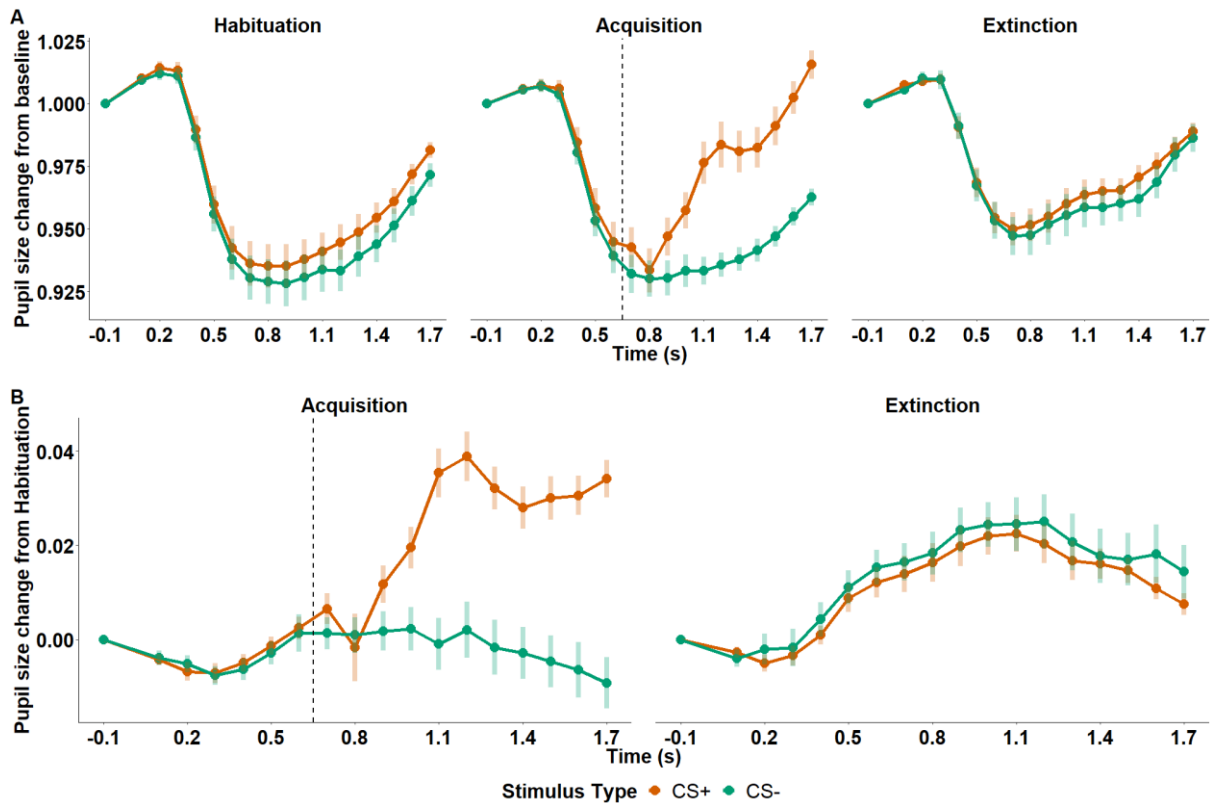 A
Habituation
Acquisition
Extinction
Pupil size change from baseline
1.025
1.000
0.975
0.950
0.925
-0.1 0.2 0.5 0.8 1.1 1.4 1.7
-0.1 0.2 0.5 0.8 1.1 1.4 1.7
-0.1 0.2 0.5 0.8 1.1 1.4 1.7
Time (s)
B
Acquisition
Extinction
Pupil size change from Habituation
0.04
0.02
0.00
-0.1 0.2 0.5 0.8 1.1 1.4 1.7
-0.1 0.2 0.5 0.8 1.1 1.4 1.7
Time (s)
Stimulus Type CS+ CS-